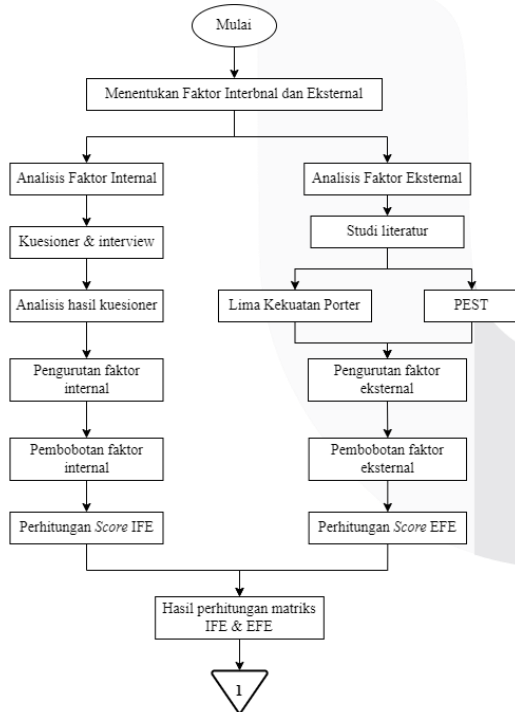 Mulai
Menentukan Faktor Interbnal dan Eksternal
Analisis Faktor Internal
Analisis Faktor Eksternal
Kuesioner & interview
Studi literatur
Analisis hasil kuesioner
Lima Kekuatan Porter
PEST
Pengurutan faktor
internal
Pengurutan faktor
eksternal
Pembobotan faktor
internal
Pembobotan faktor
eksternal
Perhitungan Score IFE
Perhitungan Score EFE
Hasil perhitungan matriks
IFE & EFE
1